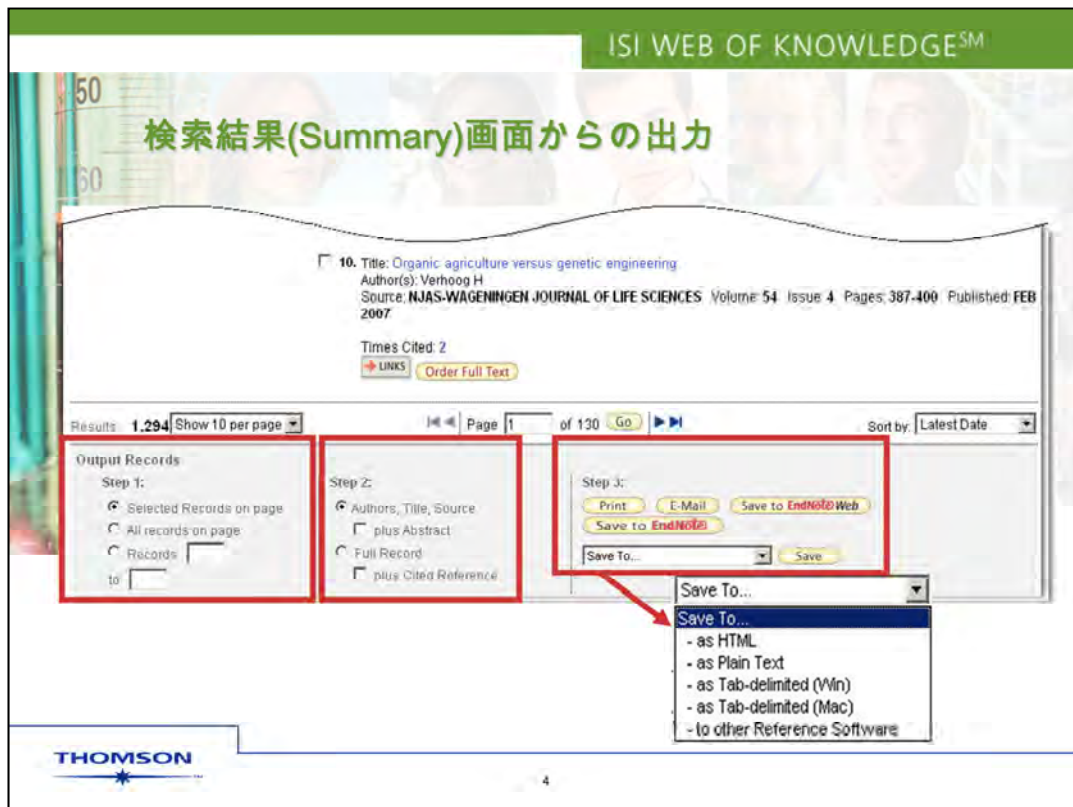 ISI WEB OF KNOWLEDGE℠
50
60
検索結果(Summary)画面からの出力
10. Title: Organic agriculture versus genetic engineering
Author(s): Verhoog H
Source: NJAS-WAGENINGEN JOURNAL OF LIFE SCIENCES Volume: 54 Issue: 4 Pages: 387-400 Published: FEB
2007
Times Cited: 2
LINKS Order Full Text
Results 1,294 Show 10 per page Page 1 of 130 Go Sort by: Latest Date
Output Records
Step 1:
Selected Records on page
All records on page
Records
to
Step 2:
Authors, Title, Source
plus Abstract
Full Record
plus Cited Reference
Step 3:
Print E-Mail Save to EndNote Web
Save to EndNote
Save To... Save
Save To...
Save To...
- as HTML
- as Plain Text
- as Tab-delimited (Win)
- as Tab-delimited (Mac)
- to other Reference Software
THOMSON
4